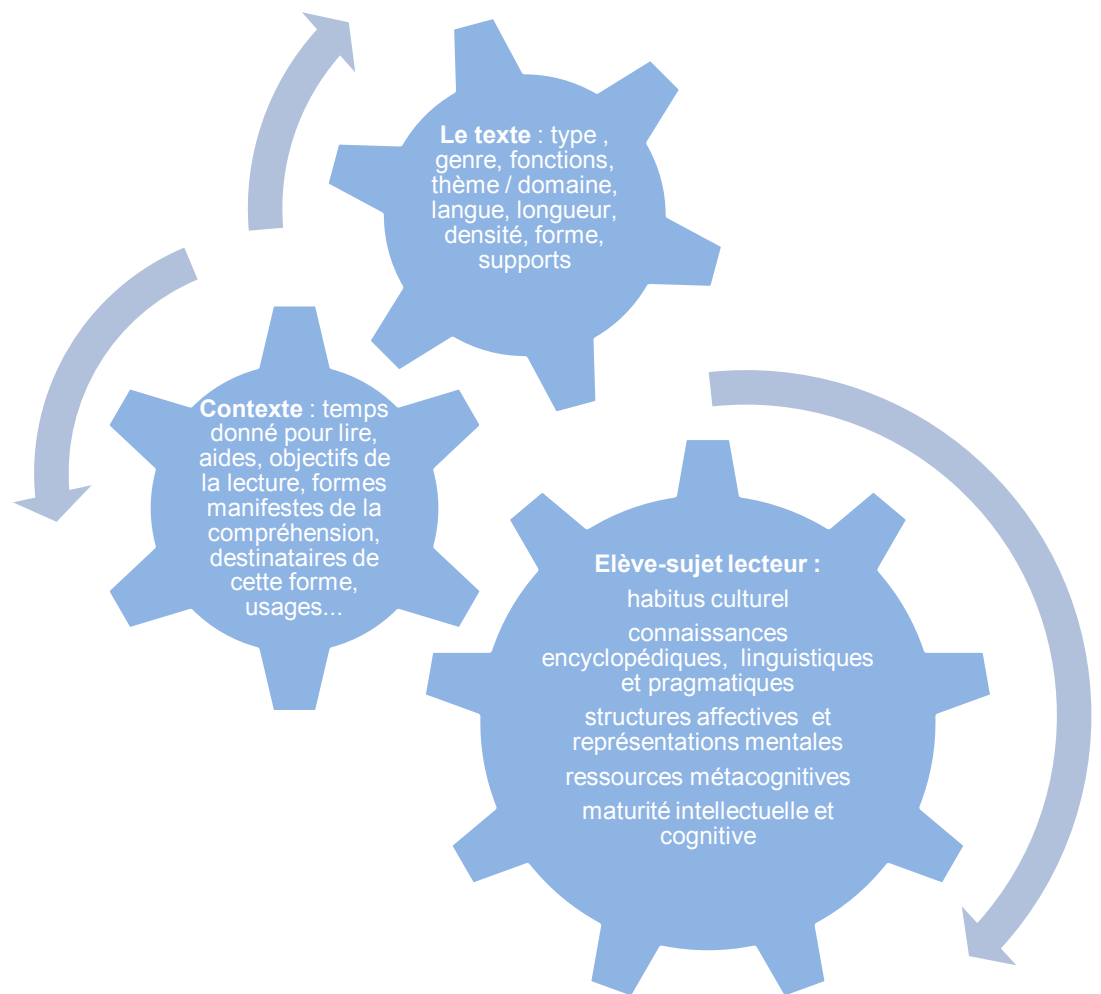 Le texte : type ,
genre, fonctions,
thème / domaine,
langue, longueur,
densité, forme,
supports
Contexte : temps
donné pour lire,
aides, objectifs de
la lecture, formes
manifestes de la
compréhension,
destinataires de
cette forme,
usages...
Elève-sujet lecteur :
habitus culturel
connaissances
encyclopédiques, linguistiques
et pragmatiques
structures affectives et
représentations mentales
ressources métacognitives
maturité intellectuelle et
cognitive